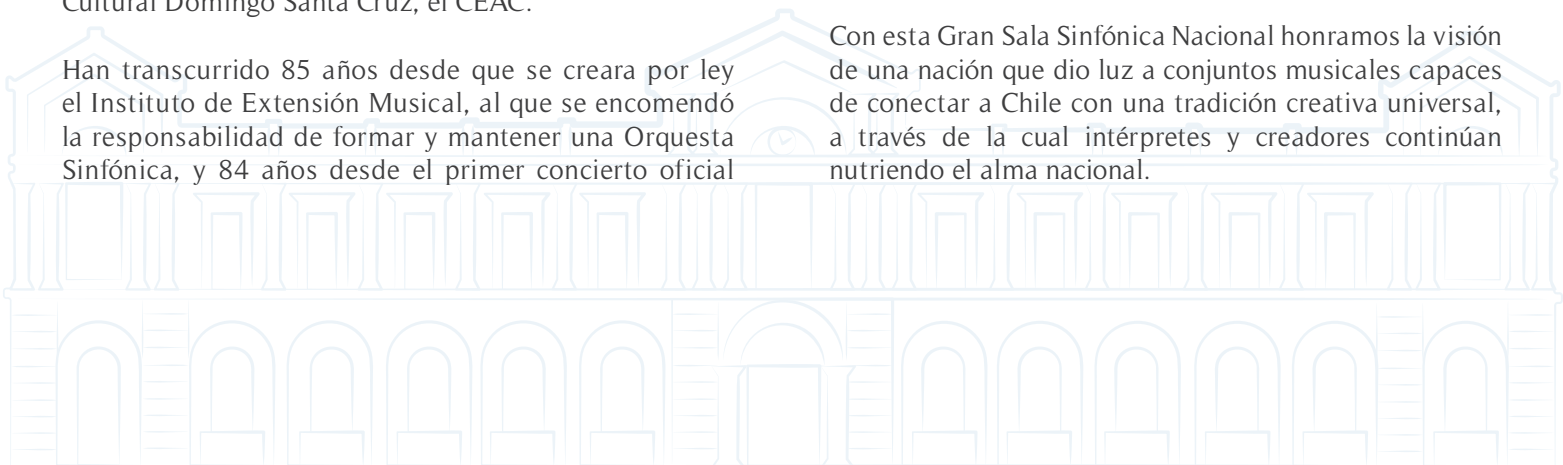 Cultural Domingo Santa Cruz, el CEAC.
Han transcurrido 85 años desde que se creara por ley
el Instituto de Extensión Musical, al que se encomendó
la responsabilidad de formar y mantener una Orquesta
Sinfónica, y 84 años desde el primer concierto oficial
Con esta Gran Sala Sinfónica Nacional honramos la visión
de una nación que dio luz a conjuntos musicales capaces
de conectar a Chile con una tradición creativa universal,
a través de la cual intérpretes y creadores continúan
nutriendo el alma nacional.